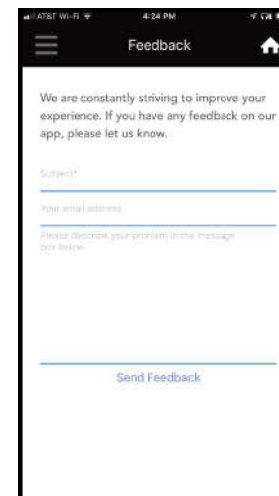 AT&T Wi-Fi
4:24 PM
Feedback
We are constantly striving to improve your
experience. If you have any feedback on our
app, please let us know.
Subject*
Your email address
Please describe your problem in the message
box below
Send Feedback